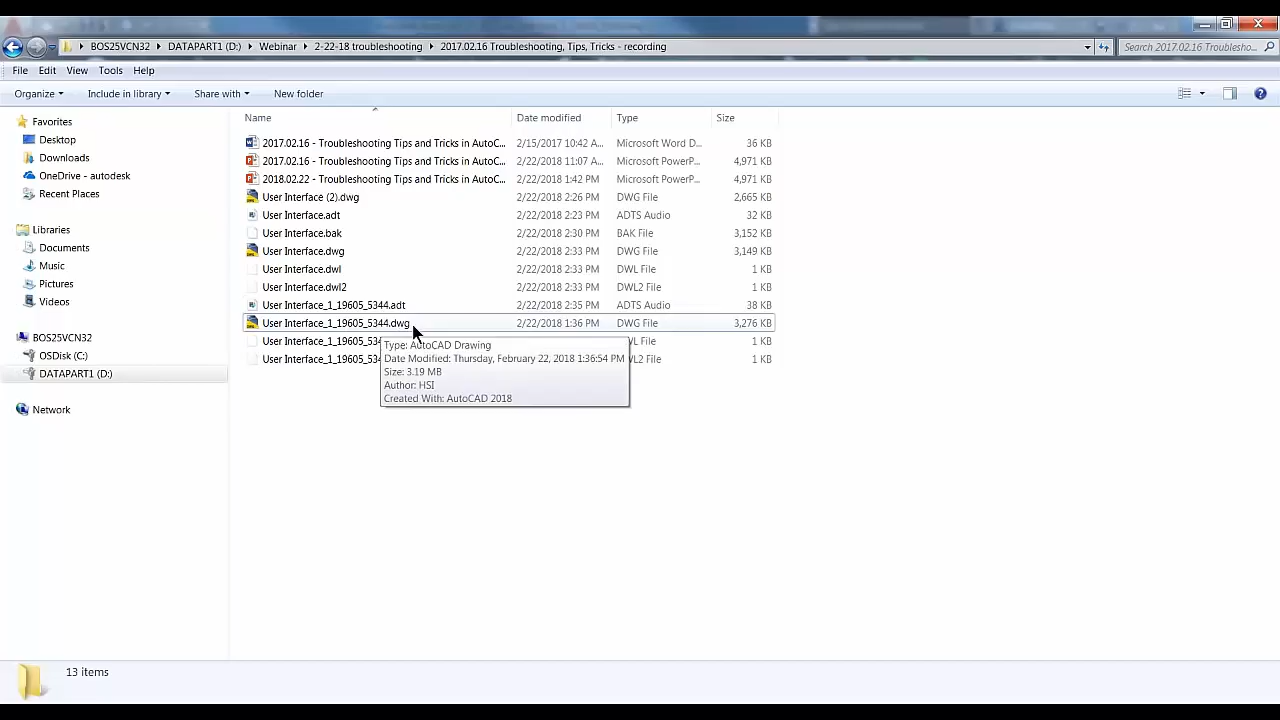 BOS25VCN32 DATAPART1 (D:) Webinar 2-22-18 troubleshooting 2017.02.16 Troubleshooting, Tips, Tricks - recording Search 2017.02.16 Troublesho...
File Edit View Tools Help
Organize Include in library Share with New folder
Name Date modified Type Size
Favorites
Desktop
Downloads
OneDrive - autodesk
Recent Places
Libraries
Documents
Music
Pictures
Videos
BOS25VCN32
OSDisk (C:)
DATAPART1 (D:)
Network
2017.02.16 - Troubleshooting Tips and Tricks in AutoC... 2/15/2017 10:42 A... Microsoft Word D... 36 KB
2017.02.16 - Troubleshooting Tips and Tricks in AutoC... 2/22/2018 11:07 A... Microsoft PowerP... 4,971 KB
2018.02.22 - Troubleshooting Tips and Tricks in AutoC... 2/22/2018 1:42 PM Microsoft PowerP... 4,971 KB
User Interface (2).dwg 2/22/2018 2:26 PM DWG File 2,665 KB
User Interface.adt 2/22/2018 2:23 PM ADTS Audio 32 KB
User Interface.bak 2/22/2018 2:30 PM BAK File 3,152 KB
User Interface.dwg 2/22/2018 2:33 PM DWG File 3,149 KB
User Interface.dwl 2/22/2018 2:33 PM DWL File 1 KB
User Interface.dwl2 2/22/2018 2:33 PM DWL2 File 1 KB
User Interface_1_19605_5344.adt 2/22/2018 2:35 PM ADTS Audio 38 KB
User Interface_1_19605_5344.dwg 2/22/2018 1:36 PM DWG File 3,276 KB
User Interface_1_19605_534 File 1 KB
User Interface_1_19605_534 File 1 KB
Type: AutoCAD Drawing
Date Modified: Thursday, February 22, 2018 1:36:54 PM
Size: 3.19 MB
Author: HSI
Created With: AutoCAD 2018
13 items